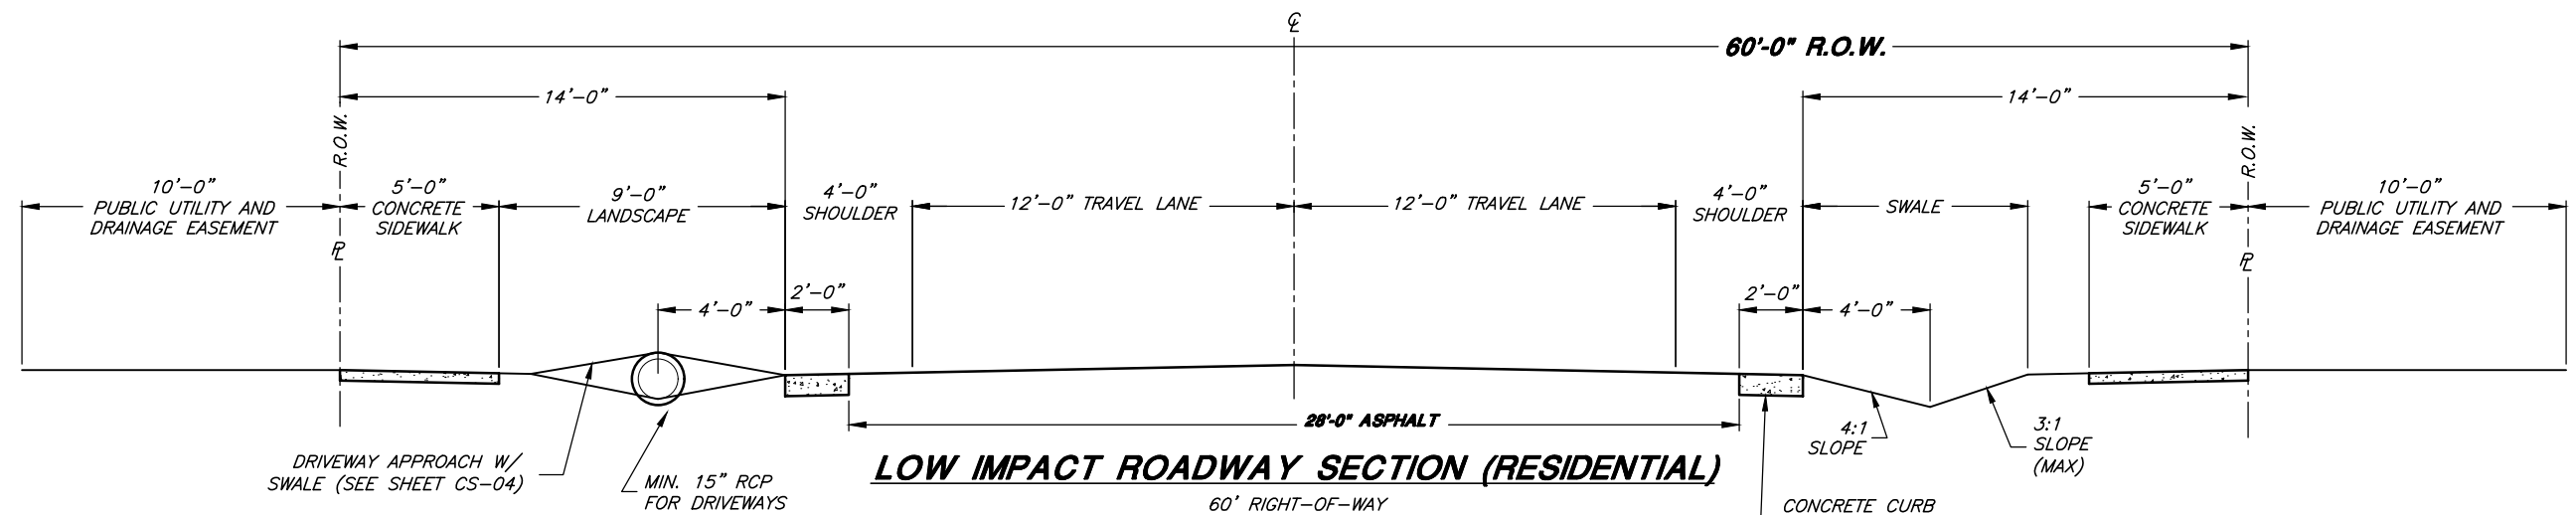 ℄
60'-0" R.O.W.
14'-0"
14'-0"
R.O.W.
R.O.W.
10'-0"
PUBLIC UTILITY AND
DRAINAGE EASEMENT
5'-0"
CONCRETE
SIDEWALK
9'-0"
LANDSCAPE
4'-0"
SHOULDER
12'-0" TRAVEL LANE
12'-0" TRAVEL LANE
4'-0"
SHOULDER
SWALE
5'-0"
CONCRETE
SIDEWALK
10'-0"
PUBLIC UTILITY AND
DRAINAGE EASEMENT
PL
PL
4'-0"
2'-0"
2'-0"
4'-0"
28'-0" ASPHALT
4:1
SLOPE
3:1
SLOPE
(MAX)
DRIVEWAY APPROACH W/
SWALE (SEE SHEET CS-04)
MIN. 15" RCP
FOR DRIVEWAYS
LOW IMPACT ROADWAY SECTION (RESIDENTIAL)
60' RIGHT-OF-WAY
CONCRETE CURB